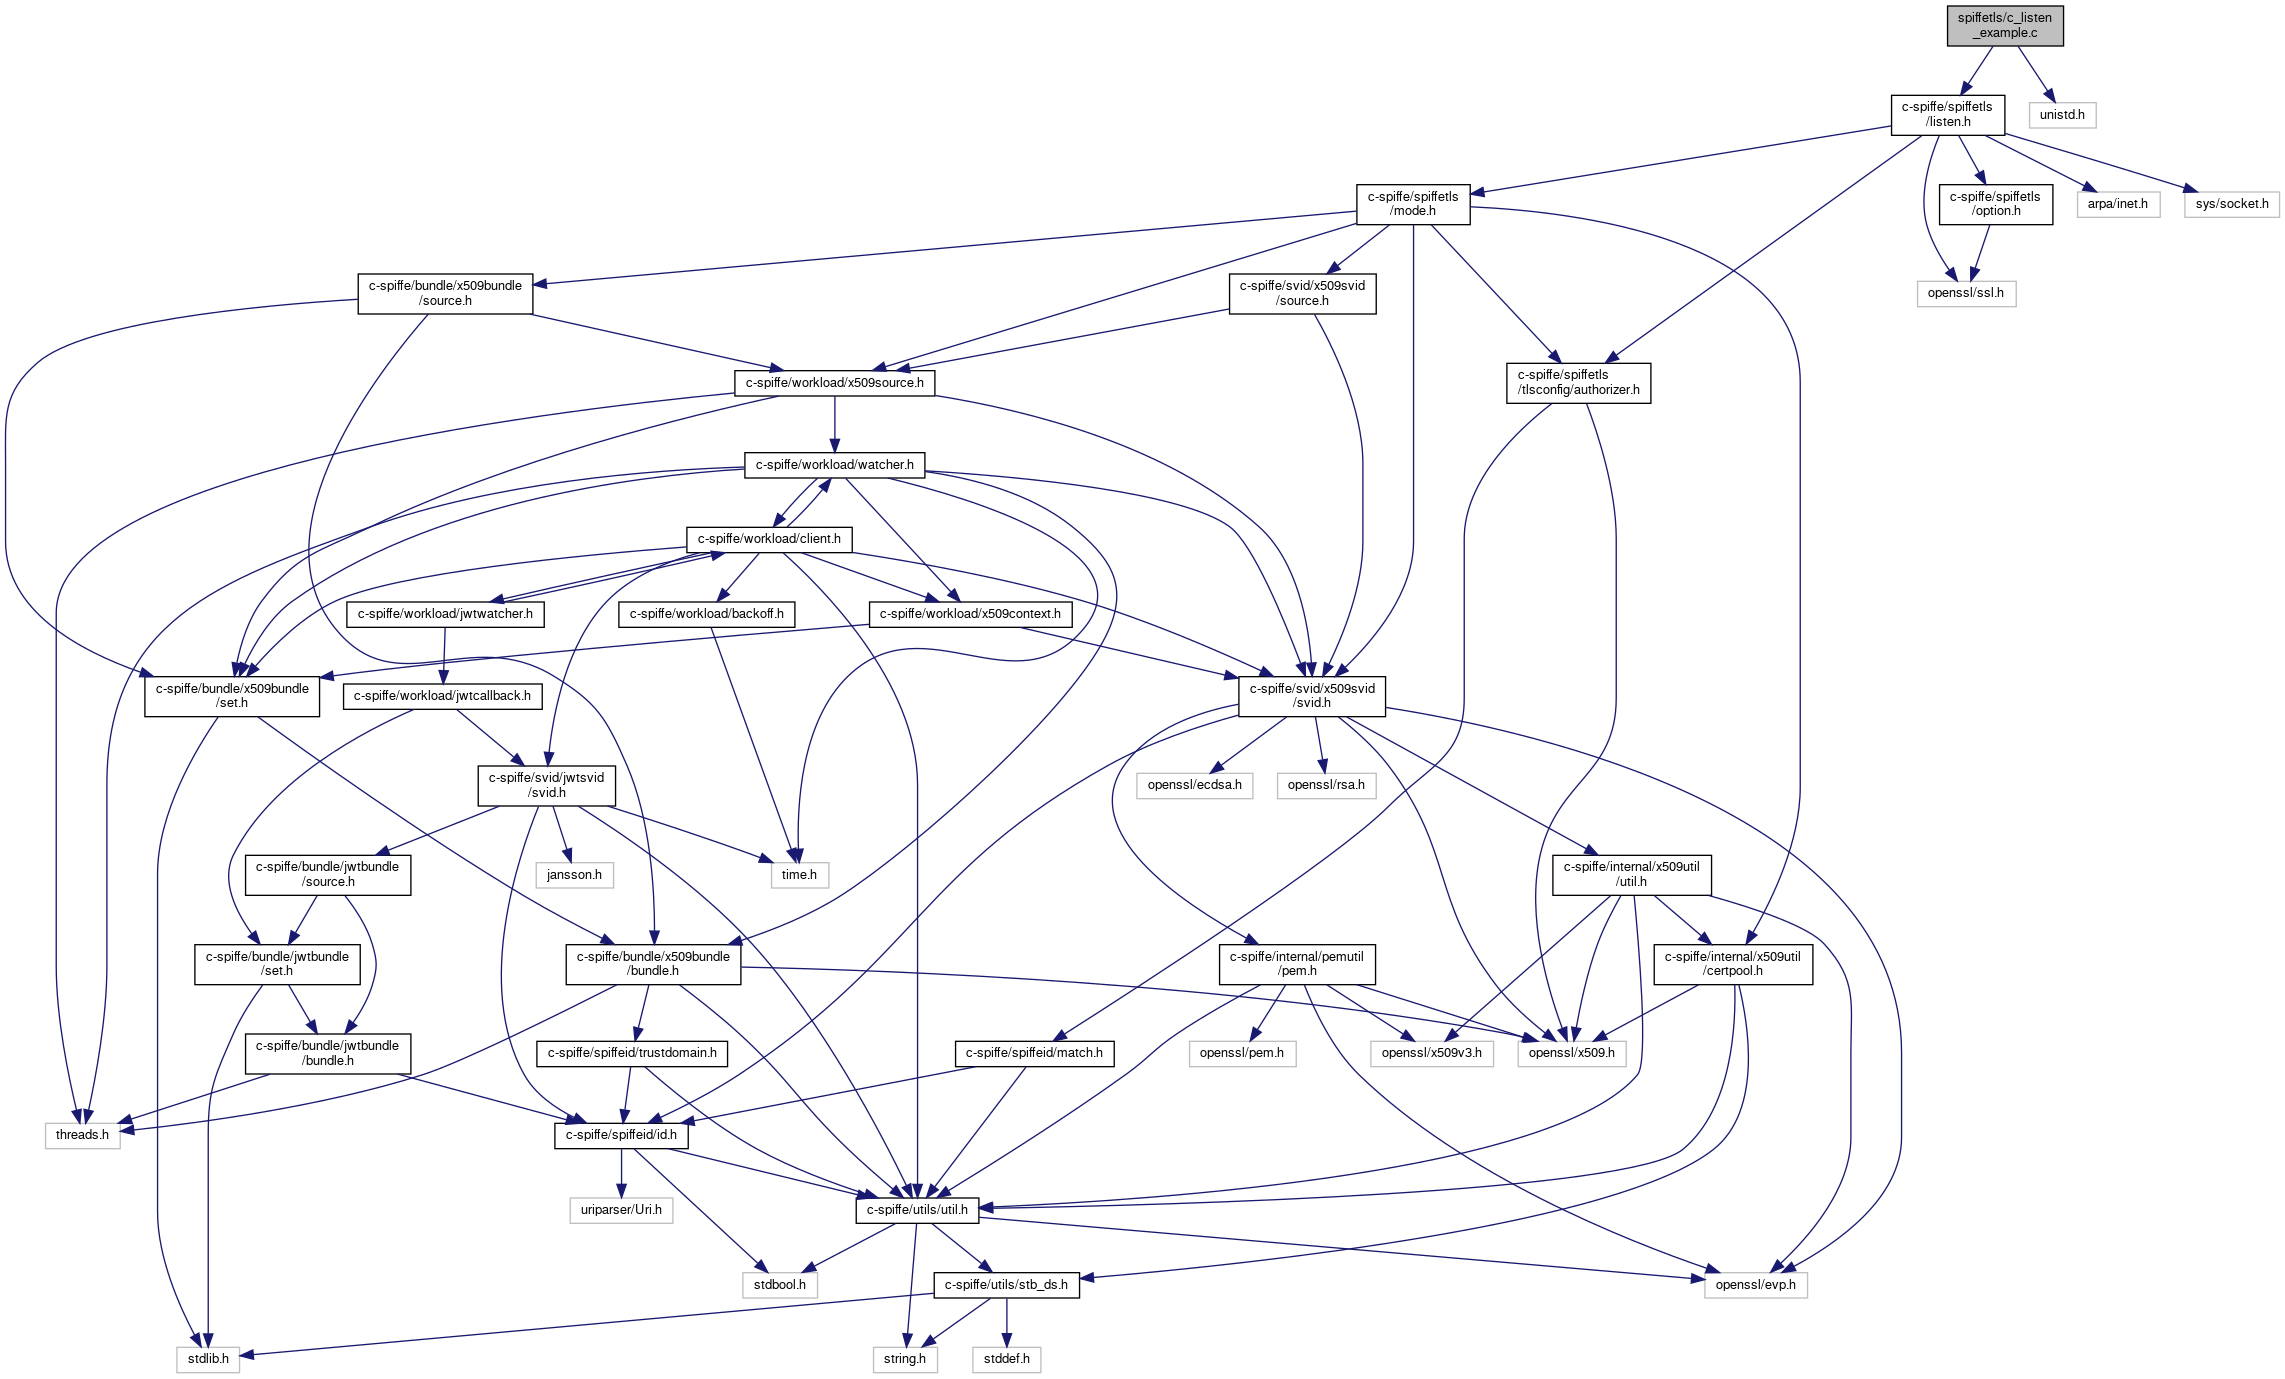 spiffetls/c_listen
_example.c
c-spiffe/spiffetls
/listen.h
unistd.h
c-spiffe/spiffetls
/mode.h
c-spiffe/spiffetls
/option.h
arpa/inet.h
sys/socket.h
c-spiffe/bundle/x509bundle
/source.h
c-spiffe/svid/x509svid
/source.h
openssl/ssl.h
c-spiffe/workload/x509source.h
c-spiffe/spiffetls
/tlsconfig/authorizer.h
c-spiffe/workload/watcher.h
c-spiffe/workload/client.h
c-spiffe/workload/jwtwatcher.h
c-spiffe/workload/backoff.h
c-spiffe/workload/x509context.h
c-spiffe/bundle/x509bundle
/set.h
c-spiffe/workload/jwtcallback.h
c-spiffe/svid/x509svid
/svid.h
c-spiffe/svid/jwtsvid
/svid.h
openssl/ecdsa.h
openssl/rsa.h
c-spiffe/bundle/jwtbundle
/source.h
jansson.h
time.h
c-spiffe/internal/x509util
/util.h
c-spiffe/bundle/jwtbundle
/set.h
c-spiffe/bundle/x509bundle
/bundle.h
c-spiffe/internal/pemutil
/pem.h
c-spiffe/internal/x509util
/certpool.h
c-spiffe/bundle/jwtbundle
/bundle.h
c-spiffe/spiffeid/trustdomain.h
c-spiffe/spiffeid/match.h
openssl/pem.h
openssl/x509v3.h
openssl/x509.h
threads.h
c-spiffe/spiffeid/id.h
uriparser/Uri.h
c-spiffe/utils/util.h
stdbool.h
c-spiffe/utils/stb_ds.h
openssl/evp.h
stdlib.h
string.h
stddef.h